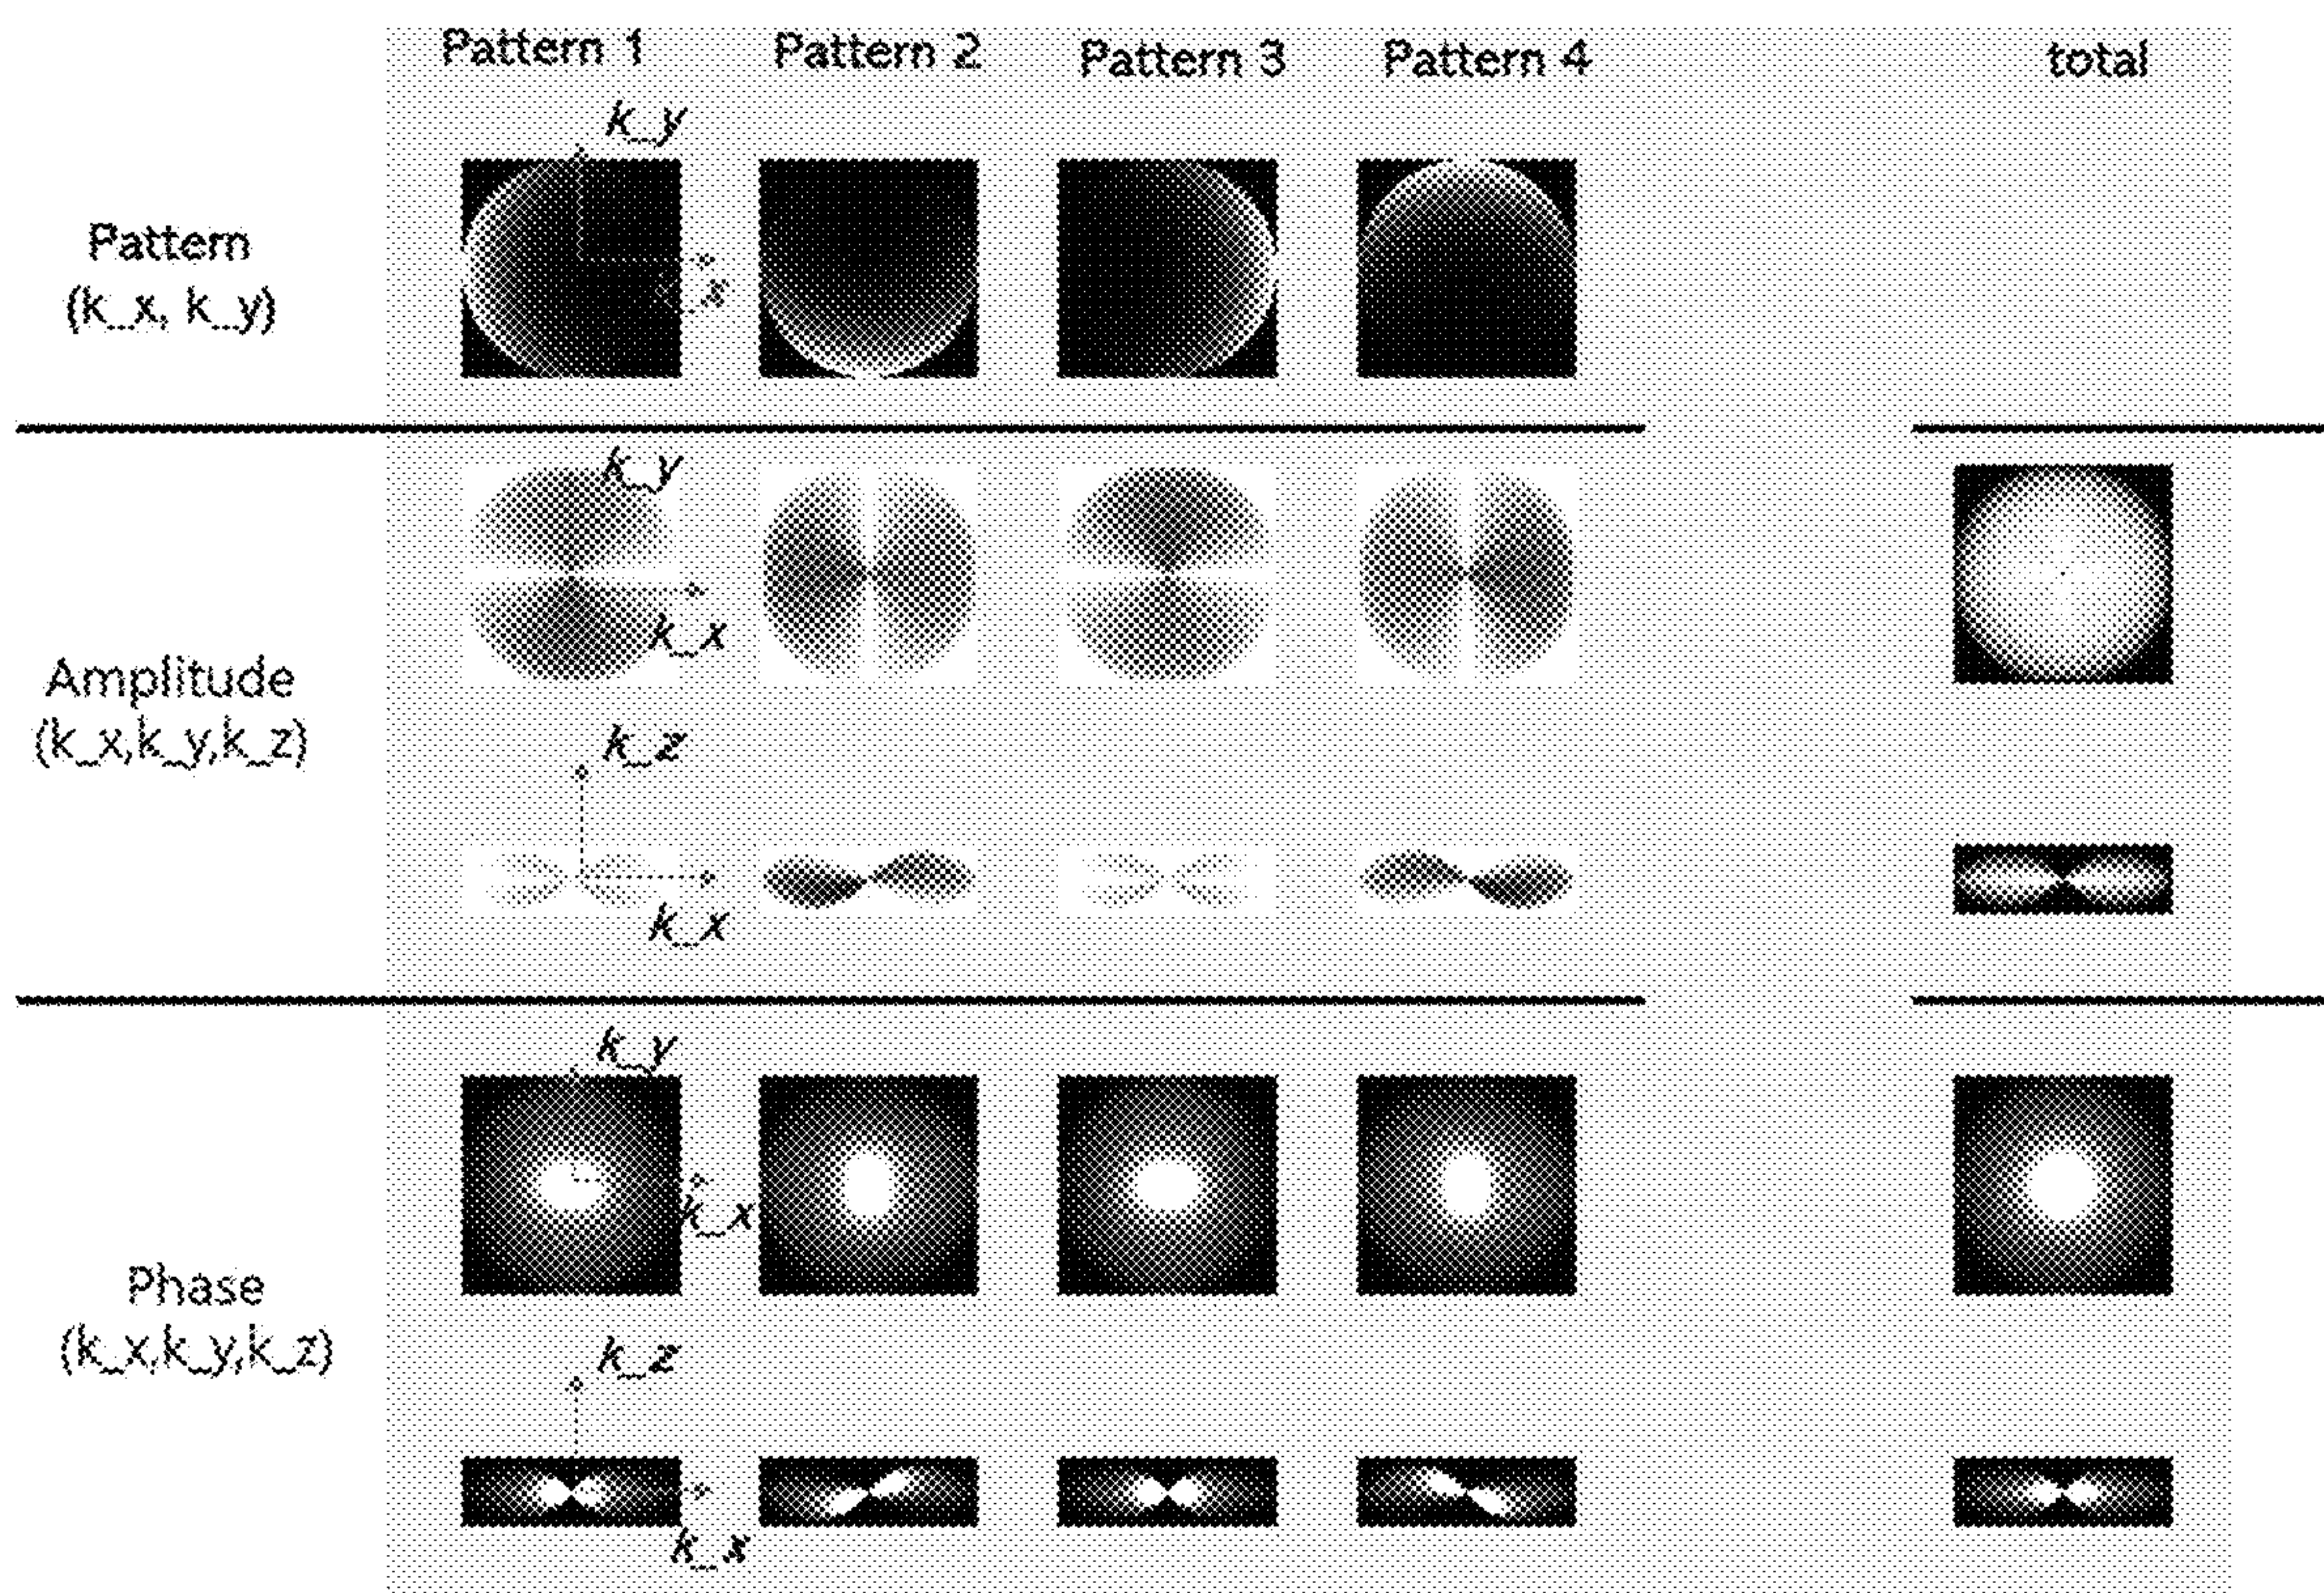 Pattern 1 Pattern 2 Pattern 3 Pattern 4 total
k_y
Pattern
(k_x, k_y)
x
k_y
k_x
Amplitude
(k_x,k_y,k_z)
k_z
k_x
k_y
k_x
Phase
(k_x,k_y,k_z)
k_z
k_x